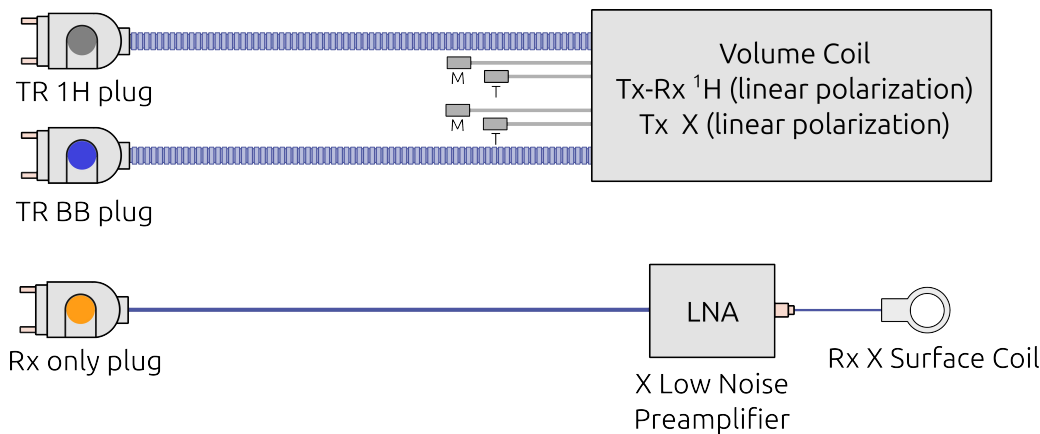 TR 1H plug
M
T
M
T
TR BB plug
Volume Coil
Tx-Rx ¹H (linear polarization)
Tx X (linear polarization)
Rx only plug
LNA
X Low Noise
Preamplifier
Rx X Surface Coil